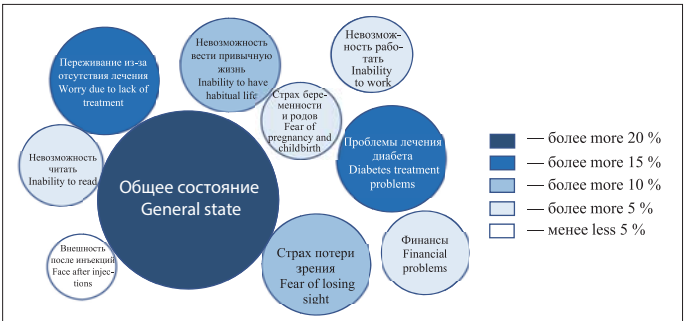 Переживание из-за
отсутствия лечения
Worry due to lack of
treatment
Невозможность
вести привычную
жизнь
Inability to have
habitual life
Невозмож-
ность рабо-
тать
Inability
to work
Страх бере-
менности
и родов
Fear of
pregnancy and
childbirth
Проблемы лечения
диабета
Diabetes treatment
problems
Невозможность
читать
Inability to read
Общее состояние
General state
Внешность
после инъекций
Face after injec-
tions
Страх потери
зрения
Fear of losing
sight
Финансы
Financial
problems
— более more 20 %
— более more 15 %
— более more 10 %
— более more 5 %
— менее less 5 %